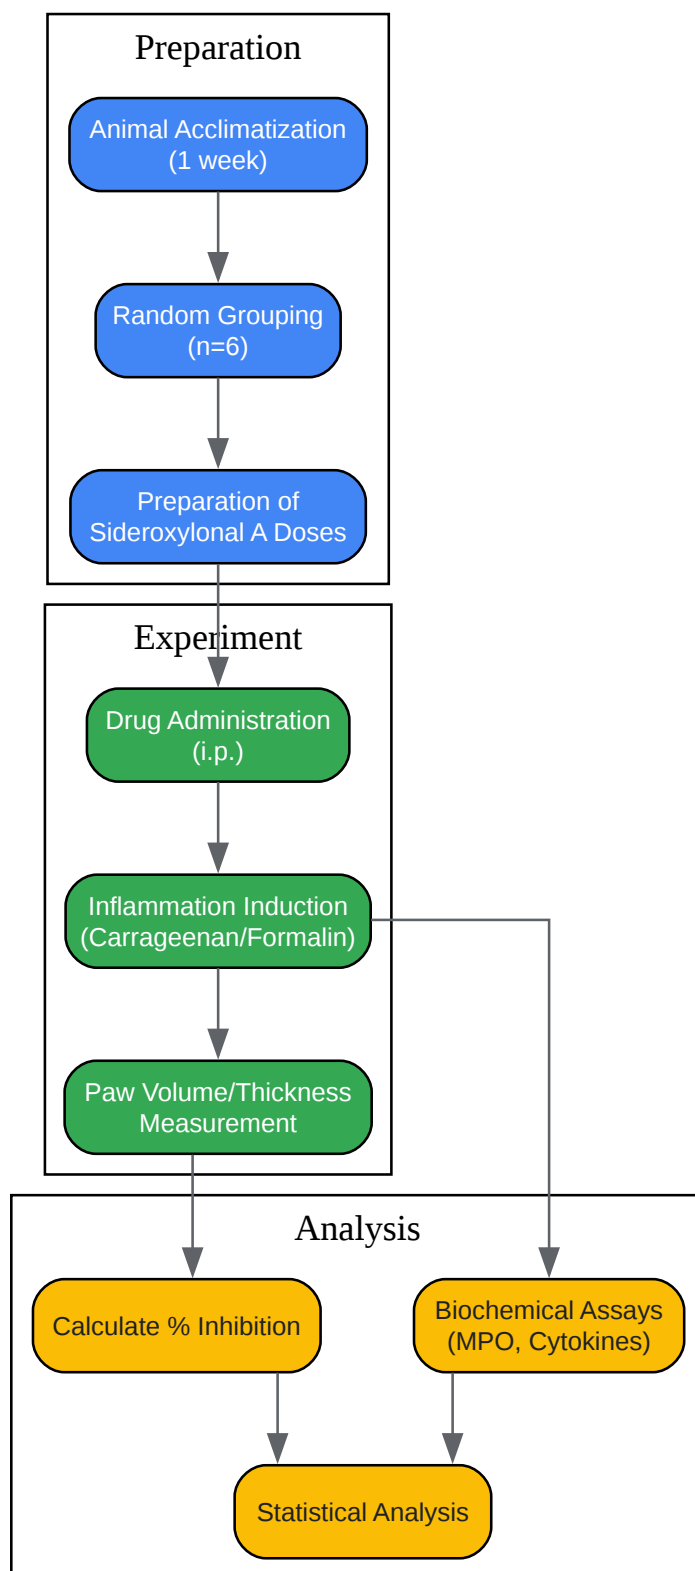 Preparation
Animal Acclimatization
(1 week)
Random Grouping
(n=6)
Preparation of
Sideroxylonal A Doses
Experiment
Drug Administration
(i.p.)
Inflammation Induction
(Carrageenan/Formalin)
Paw Volume/Thickness
Measurement
Analysis
Calculate % Inhibition
Biochemical Assays
(MPO, Cytokines)
Statistical Analysis